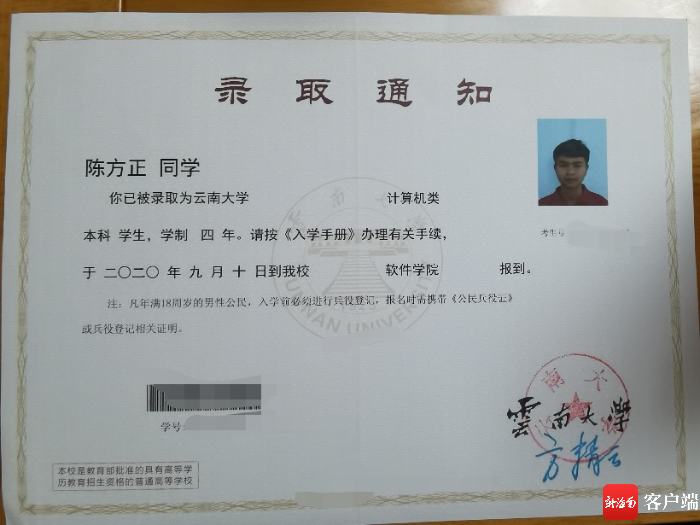 录取通知
陈方正 同学
你已被录取为云南大学 计算机类
本科 学生，学制 四 年。请按《入学手册》办理有关手续，
于 二〇二〇 年 九 月 十 日到我校 软件学院 报到。
注：凡年满18周岁的男性公民，入学前必须进行兵役登记，报名时需携带《公民兵役证》
或兵役登记相关证明。
考生号
学号:
雲南大學
本校是教育部批准的具有高等学
历教育招生资格的普通高等学校
YUNNAN UNIVERSITY
新海南 客户端